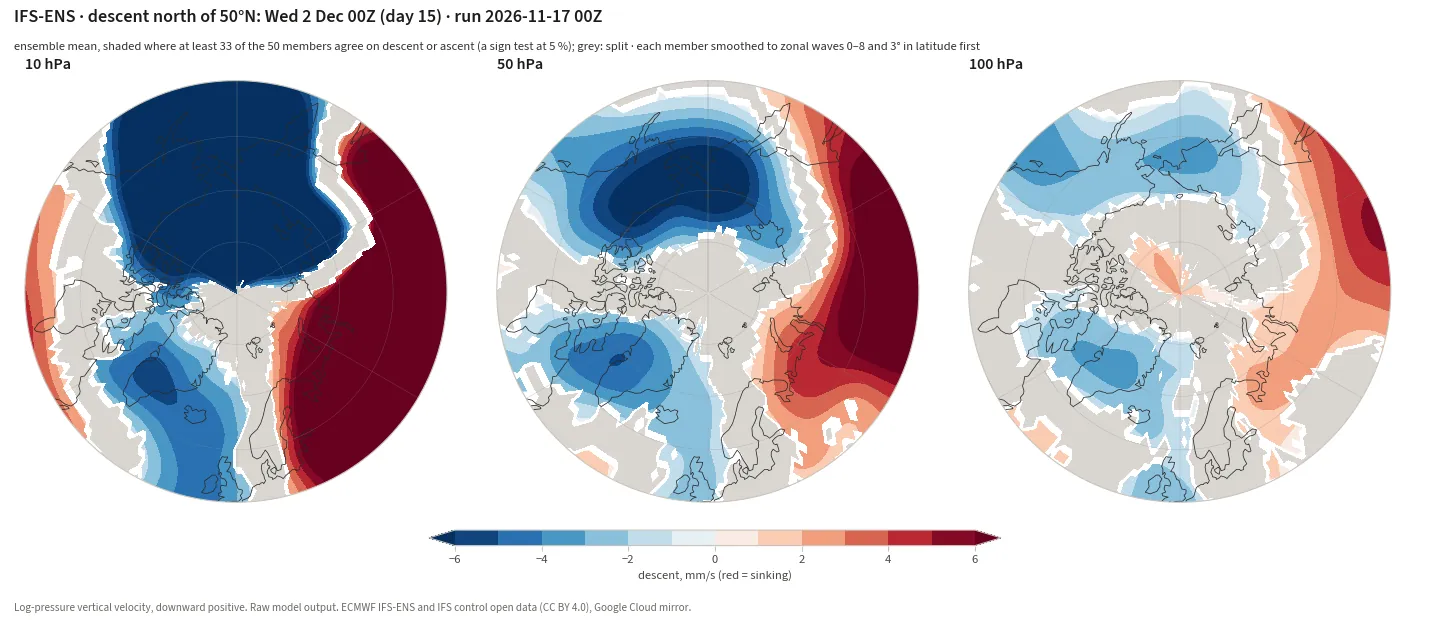 IFS-ENS · descent north of 50°N: Wed 2 Dec 00Z (day 15) · run 2026-11-17 00Z
ensemble mean, shaded where at least 33 of the 50 members agree on descent or ascent (a sign test at 5 %); grey: split · each member smoothed to zonal waves 0–8 and 3° in latitude first
10 hPa
50 hPa
100 hPa
−6 −4 −2 0 2 4 6
descent, mm/s (red = sinking)
Log-pressure vertical velocity, downward positive. Raw model output. ECMWF IFS-ENS and IFS control open data (CC BY 4.0), Google Cloud mirror.